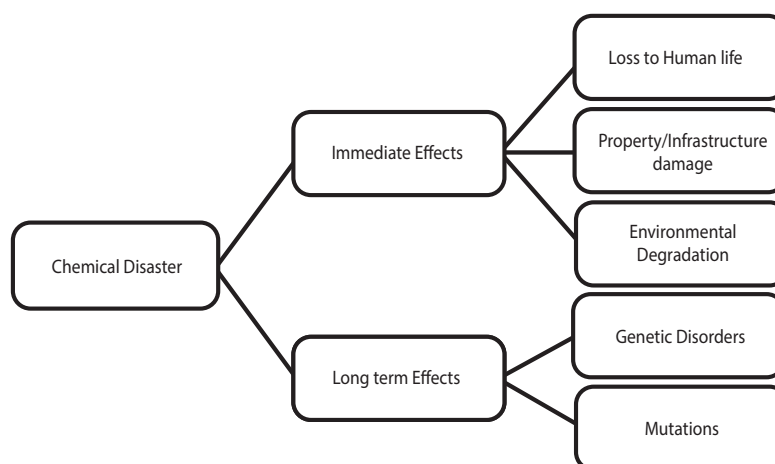 Loss to Human life
Immediate Effects
Property/Infrastructure
damage
Environmental
Degradation
Chemical Disaster
Genetic Disorders
Long term Effects
Mutations